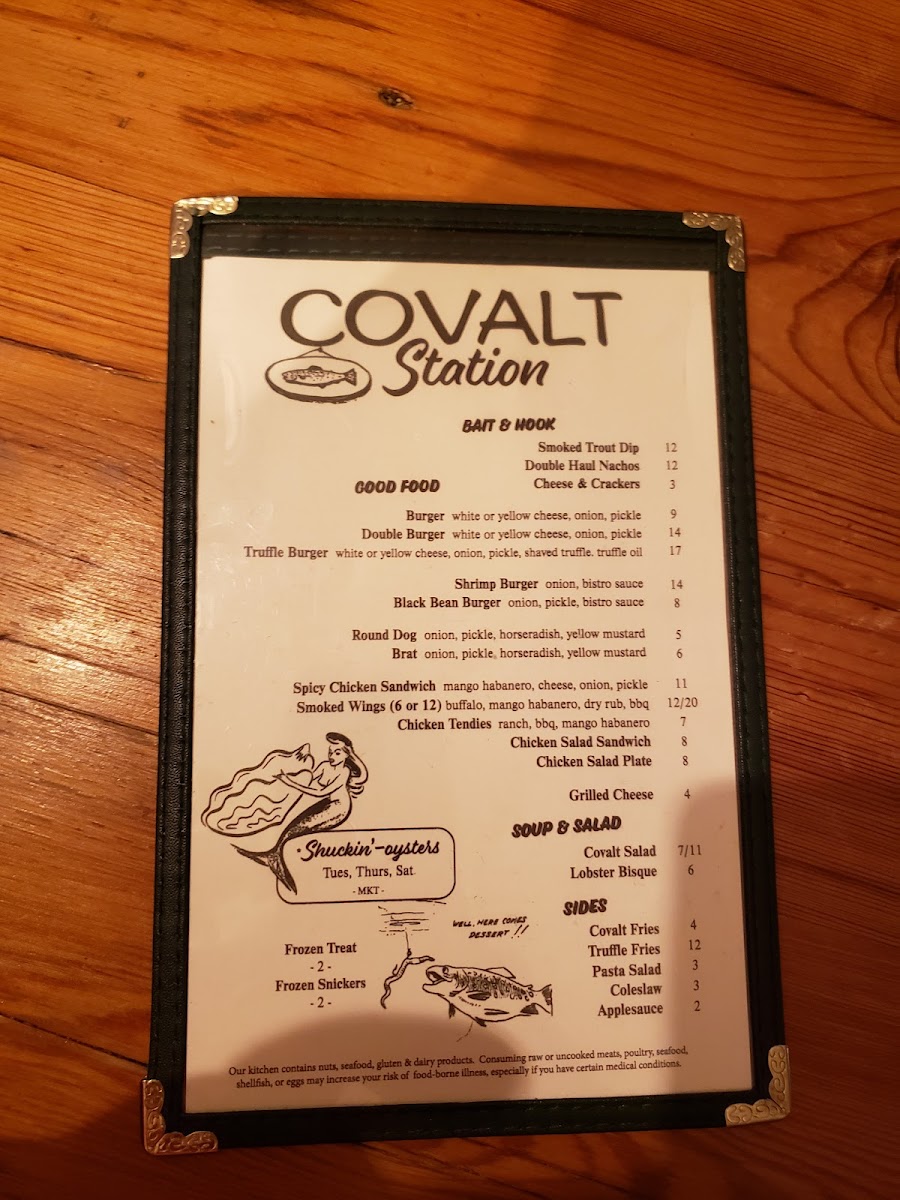 COVALT
Station
BAIT & HOOK
Smoked Trout Dip 12
Double Haul Nachos 12
Cheese & Crackers 3
GOOD FOOD
Burger white or yellow cheese, onion, pickle 9
Double Burger white or yellow cheese, onion, pickle 14
Truffle Burger white or yellow cheese, onion, pickle, shaved truffle. truffle oil 17
Shrimp Burger onion, bistro sauce 14
Black Bean Burger onion, pickle, bistro sauce 8
Round Dog onion, pickle, horseradish, yellow mustard 5
Brat onion, pickle, horseradish, yellow mustard 6
Spicy Chicken Sandwich mango habanero, cheese, onion, pickle 11
Smoked Wings (6 or 12) buffalo, mango habanero, dry rub, bbq 12/20
Chicken Tendies ranch, bbq, mango habanero 7
Chicken Salad Sandwich 8
Chicken Salad Plate 8
Grilled Cheese 4
Shuckin'-oysters
Tues, Thurs, Sat
- MKT -
SOUP & SALAD
Covalt Salad 7/11
Lobster Bisque 6
SIDES
Covalt Fries 4
Truffle Fries 12
Pasta Salad 3
Coleslaw 3
Applesauce 2
WELL, HERE COMES
DESSERT!!
Frozen Treat
- 2 -
Frozen Snickers
- 2 -
Our kitchen contains nuts, seafood, gluten & dairy products. Consuming raw or uncooked meats, poultry, seafood,
shellfish, or eggs may increase your risk of food-borne illness, especially if you have certain medical conditions.